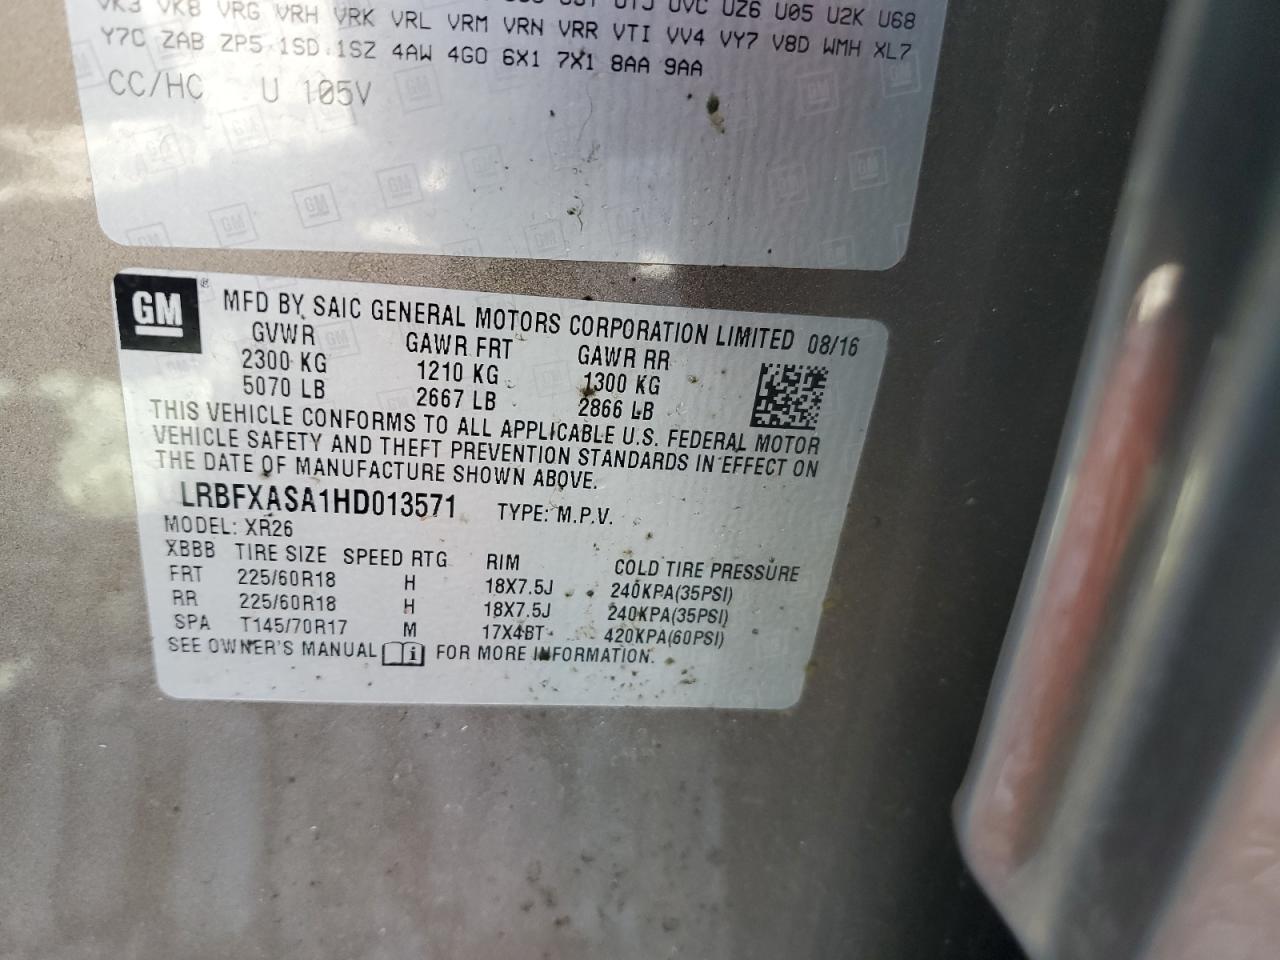 VK3 VK8 VRG VRH VRK VRL VRM VRN VRR VTI VV4 VY7 V8D WMH XL7
UVC UZ6 U05 U2K U68
Y7C ZAB ZP5 1SD 1SZ 4AW 4G0 6X1 7X1 8AA 9AA
CC/HC U 105V
GM ® MFD BY SAIC GENERAL MOTORS CORPORATION LIMITED 08/16
GVWR GAWR FRT GAWR RR
2300 KG 1210 KG 1300 KG
5070 LB 2667 LB 2866 LB
THIS VEHICLE CONFORMS TO ALL APPLICABLE U.S. FEDERAL MOTOR
VEHICLE SAFETY AND THEFT PREVENTION STANDARDS IN EFFECT ON
THE DATE OF MANUFACTURE SHOWN ABOVE.
LRBFXASA1HD013571 TYPE: M.P.V.
MODEL: XR26
XBBB TIRE SIZE SPEED RTG RIM COLD TIRE PRESSURE
FRT 225/60R18 H 18X7.5J 240KPA(35PSI)
RR 225/60R18 H 18X7.5J 240KPA(35PSI)
SPA T145/70R17 M 17X4BT 420KPA(60PSI)
SEE OWNER'S MANUAL i FOR MORE INFORMATION.